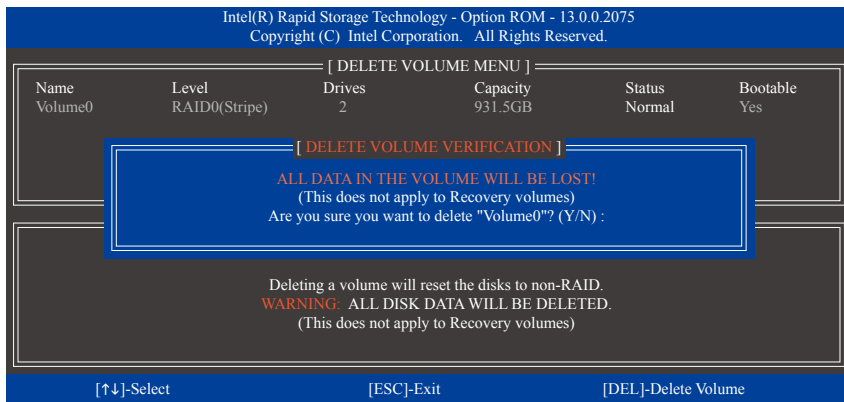 Intel(R) Rapid Storage Technology - Option ROM - 13.0.0.2075
Copyright (C) Intel Corporation. All Rights Reserved.
[ DELETE VOLUME MENU ]
Name Level Drives Capacity Status Bootable
Volume0 RAID0(Stripe) 2 931.5GB Normal Yes
[ DELETE VOLUME VERIFICATION ]
ALL DATA IN THE VOLUME WILL BE LOST!
(This does not apply to Recovery volumes)
Are you sure you want to delete "Volume0"? (Y/N) :
Deleting a volume will reset the disks to non-RAID.
WARNING: ALL DISK DATA WILL BE DELETED.
(This does not apply to Recovery volumes)
[↑↓]-Select [ESC]-Exit [DEL]-Delete Volume